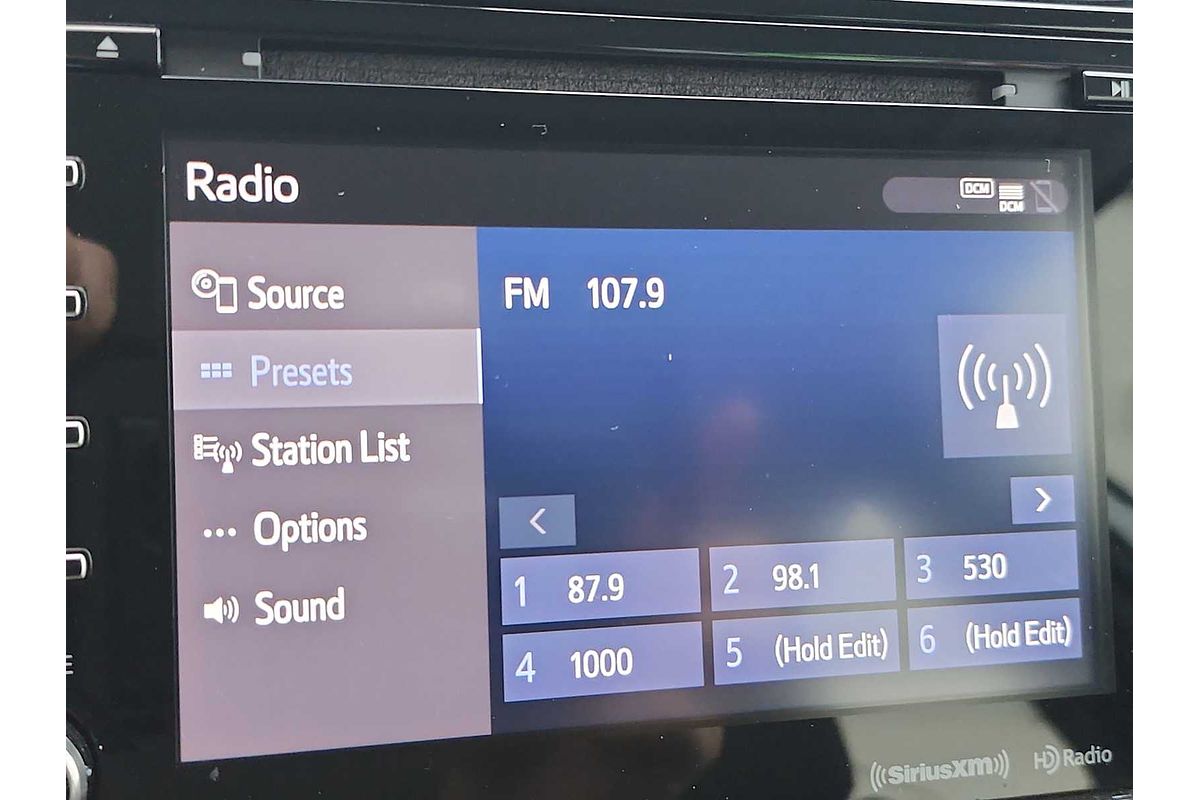 Radio
DCM
DCM
Source
FM 107.9
Presets
Station List
Options
Sound
1 87.9
2 98.1
3 530
4 1000
5 (Hold Edit)
6 (Hold Edit)
SiriusXM
HD Radio